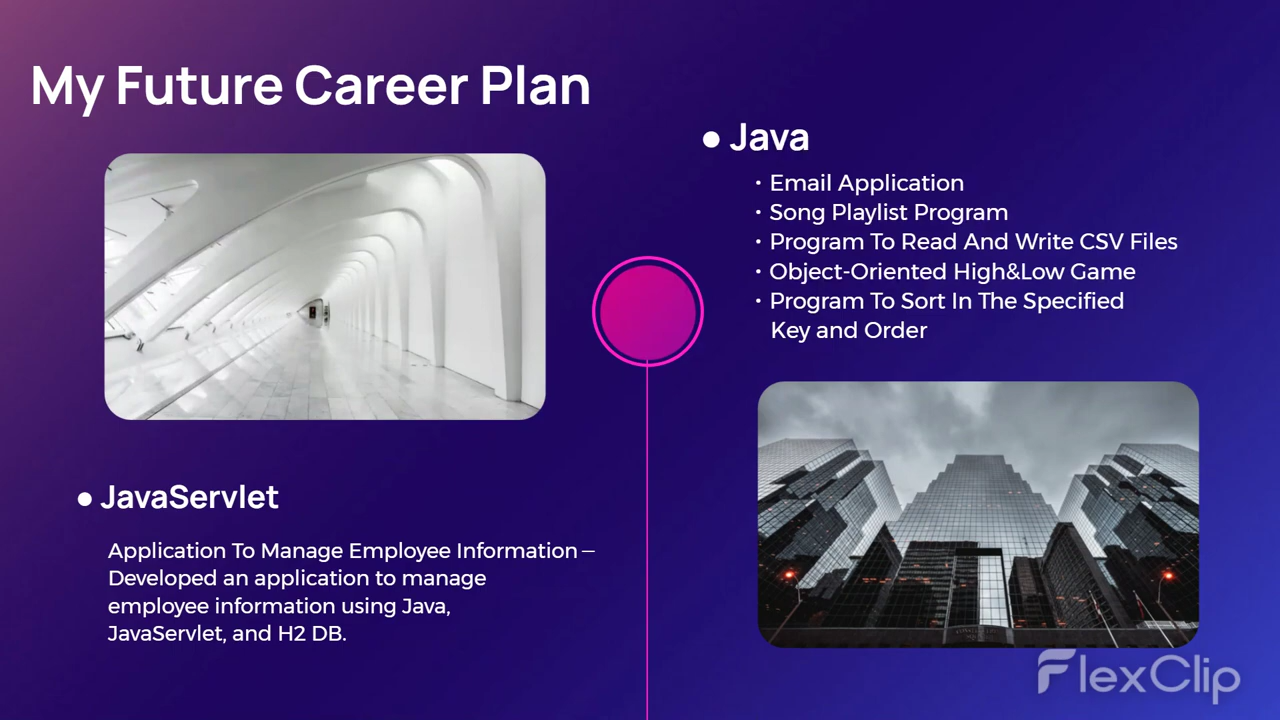 My Future Career Plan
● Java
• Email Application
• Song Playlist Program
• Program To Read And Write CSV Files
• Object-Oriented High&Low Game
• Program To Sort In The Specified
Key and Order
● JavaServlet
Application To Manage Employee Information –
Developed an application to manage
employee information using Java,
JavaServlet, and H2 DB.
FlexClip